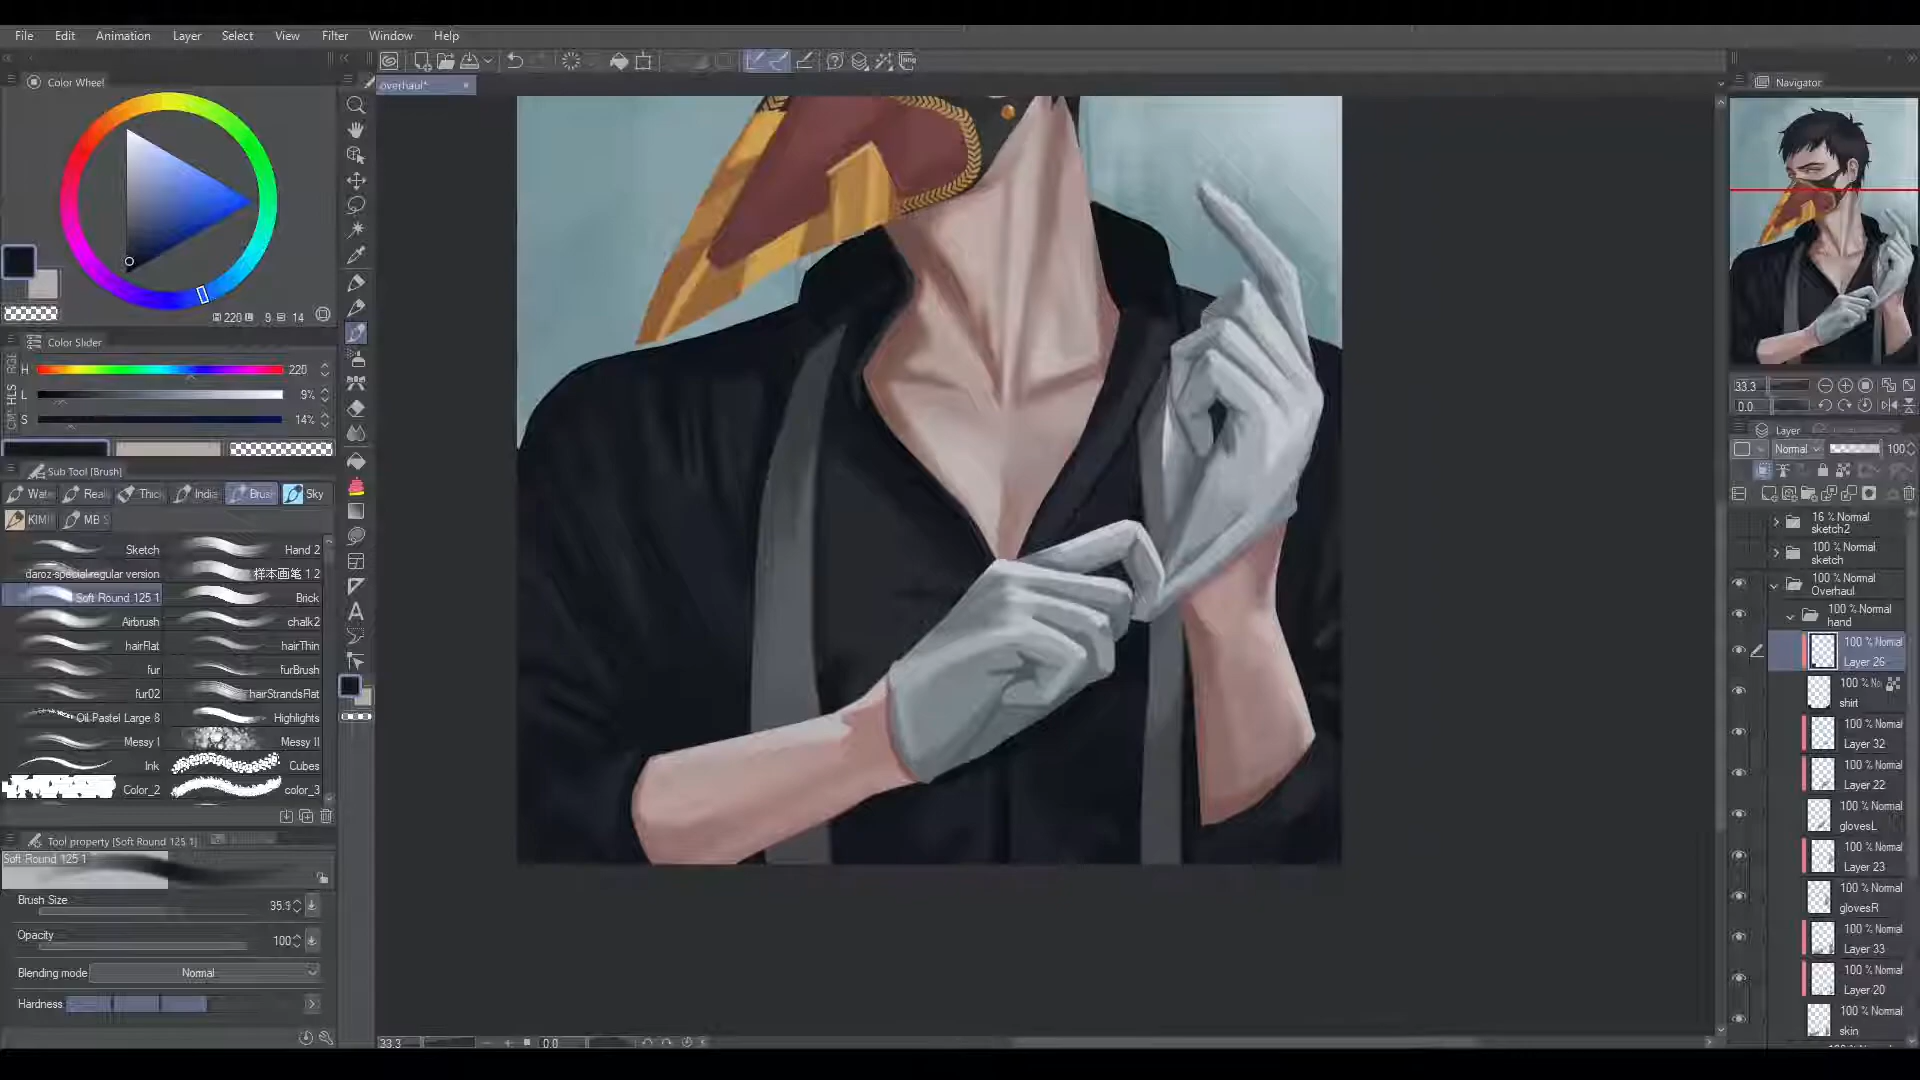 File Edit Animation Layer Select View Filter Window Help
Color Wheel
overhaul*
Navigator
220 9 14
Color Slider
H 220
L 9%
S 14%
33.3
0.0
Layer
Normal 100
Sub Tool [Brush]
Wat Real Thic India Brus Sky
KIMI MB S
Sketch Hand 2
daroz-special-regular version 样本画笔 1 2
Soft Round 125 1 Brick
Airbrush chalk2
hairFlat hairThin
fur furBrush
fur02 hairStrandsFlat
Oil Pastel Large 8 Highlights
Messy I Messy II
Ink Cubes
Color_2 color_3
16 % Normal
sketch2
100 % Normal
sketch
100 % Normal
Overhaul
100 % Normal
hand
100 % Normal
Layer 26
100 % No
shirt
100 % Normal
Layer 32
100 % Normal
Layer 22
100 % Normal
glovesL
100 % Normal
Layer 23
100 % Normal
glovesR
100 % Normal
Layer 33
100 % Normal
Layer 20
100 % Normal
skin
Tool property [Soft Round 125 1]
Soft Round 125 1
Brush Size 35.9
Opacity 100
Blending mode Normal
Hardness
33.3 0.0